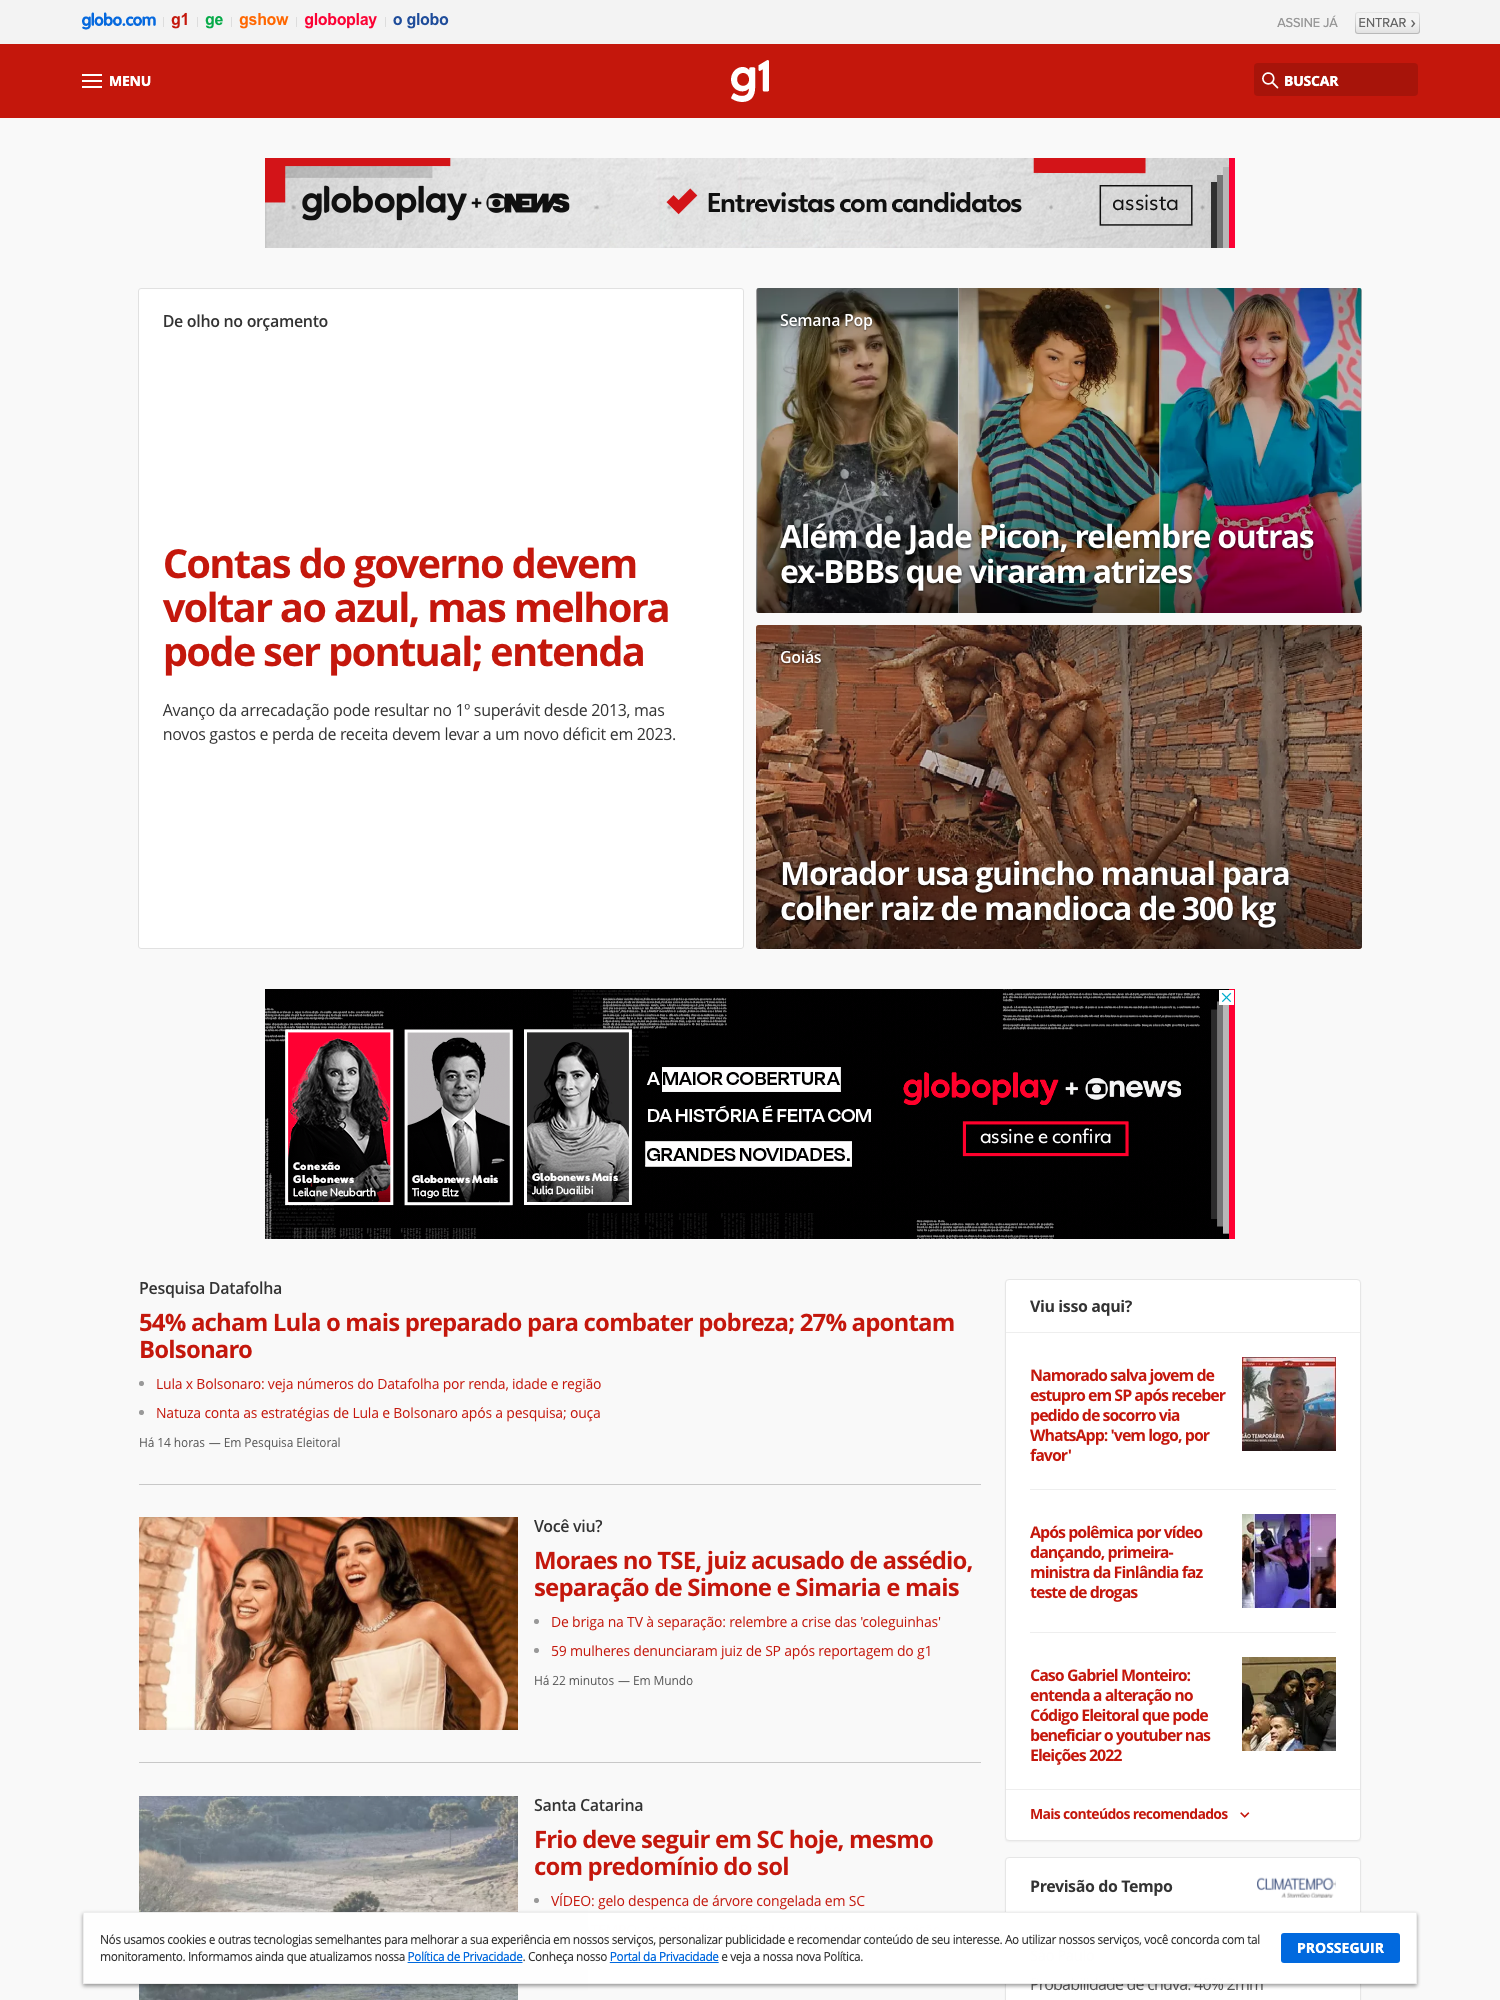 globo.com g1 ge gshow globoplay o globo ASSINE JÁ ENTRAR ›
MENU g1 BUSCAR
globoplay + GNEWS Entrevistas com candidatos assista
De olho no orçamento
Contas do governo devem
voltar ao azul, mas melhora
pode ser pontual; entenda
Avanço da arrecadação pode resultar no 1º superávit desde 2013, mas
novos gastos e perda de receita devem levar a um novo déficit em 2023.
Semana Pop
Além de Jade Picon, relembre outras
ex-BBBs que viraram atrizes
Goiás
Morador usa guincho manual para
colher raiz de mandioca de 300 kg
Conexão
Globonews
Leilane Neubarth
Globonews Mais
Tiago Eltz
Globonews Mais
Julia Duailibi
A MAIOR COBERTURA
DA HISTÓRIA É FEITA COM
GRANDES NOVIDADES.
globoplay + news
assine e confira
Pesquisa Datafolha
54% acham Lula o mais preparado para combater pobreza; 27% apontam
Bolsonaro
Lula x Bolsonaro: veja números do Datafolha por renda, idade e região
Natuza conta as estratégias de Lula e Bolsonaro após a pesquisa; ouça
Há 14 horas — Em Pesquisa Eleitoral
Você viu?
Moraes no TSE, juiz acusado de assédio,
separação de Simone e Simaria e mais
De briga na TV à separação: relembre a crise das 'coleguinhas'
59 mulheres denunciaram juiz de SP após reportagem do g1
Há 22 minutos — Em Mundo
Santa Catarina
Frio deve seguir em SC hoje, mesmo
com predomínio do sol
VÍDEO: gelo despenca de árvore congelada em SC
Viu isso aqui?
Namorado salva jovem de
estupro em SP após receber
pedido de socorro via
WhatsApp: 'vem logo, por
favor'
SÃO TEMPORÁRIA
Após polêmica por vídeo
dançando, primeira-
ministra da Finlândia faz
teste de drogas
Caso Gabriel Monteiro:
entenda a alteração no
Código Eleitoral que pode
beneficiar o youtuber nas
Eleições 2022
Mais conteúdos recomendados
Previsão do Tempo CLIMATEMPO
A StormGeo Company
Probabilidade de chuva: 40% 2mm
Nós usamos cookies e outras tecnologias semelhantes para melhorar a sua experiência em nossos serviços, personalizar publicidade e recomendar conteúdo de seu interesse. Ao utilizar nossos serviços, você concorda com tal
monitoramento. Informamos ainda que atualizamos nossa Política de Privacidade. Conheça nosso Portal da Privacidade e veja a nossa nova Política.
PROSSEGUIR